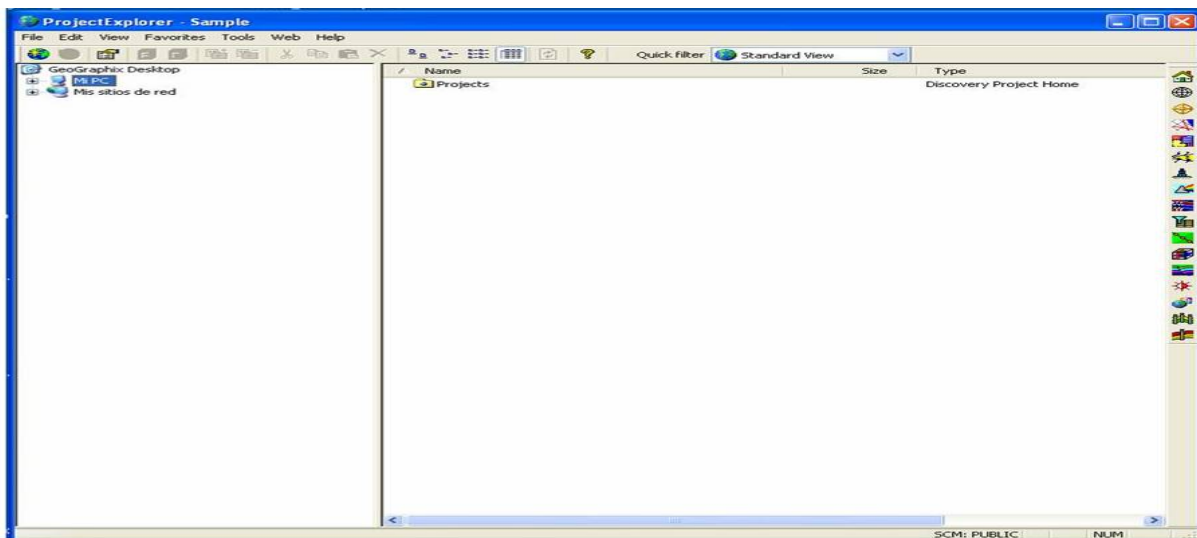 ProjectExplorer - Sample
File Edit View Favorites Tools Web Help
Quick filter Standard View
GeoGraphix Desktop
Mi PC
Mis sitios de red
Name Size Type
Projects Discovery Project Home
SCM: PUBLIC NUM